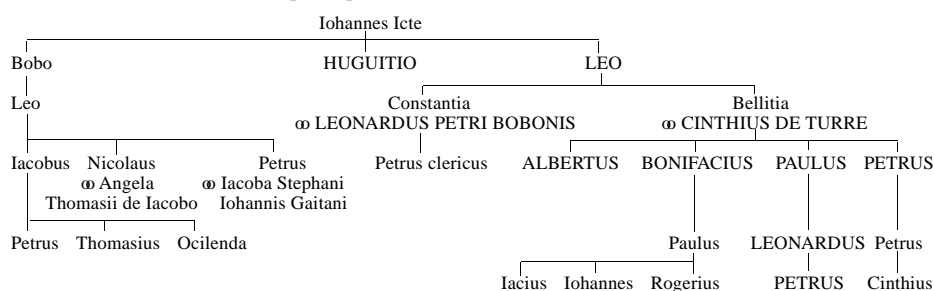 Iohannes Icte
Bobo HUGUITIO LEO
Leo Constantia Bellitia
ꝏ LEONARDUS PETRI BOBONIS ꝏ CINTHIUS DE TURRE
Iacobus Nicolaus Petrus Petrus clericus ALBERTUS BONIFACIUS PAULUS PETRUS
ꝏ Angela ꝏ Iacoba Stephani
Thomasii de Iacobo Iohannis Gaitani
Petrus Thomasius Ocilenda Paulus LEONARDUS Petrus
Iacius Iohannes Rogerius PETRUS Cinthius